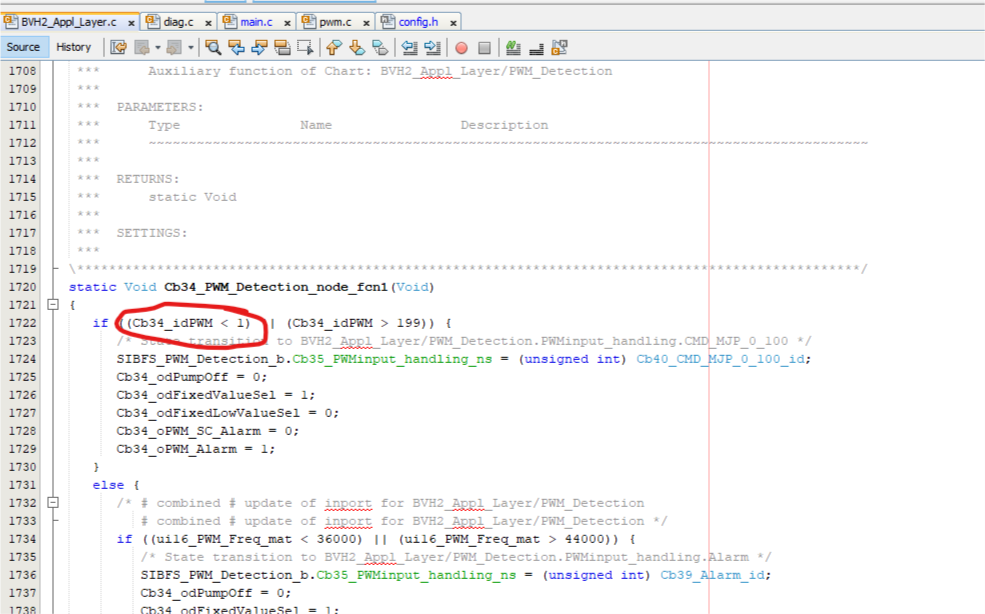 BVH2_Appl_Layer.c x diag.c x main.c x pwm.c x config.h x
Source History
1708 *** Auxiliary function of Chart: BVH2_Appl_Layer/PWM_Detection
1709 ***
1710 *** PARAMETERS:
1711 *** Type Name Description
1712 *** ~~~~~~~~~~~~~~~~~~~~~~~~~~~~~~~~~~~~~~~~~~~~~~~~~~~~~~~~~~~~~~~~~~~~~~~~~~~~~~~~~~~~~~~~~~
1713 ***
1714 *** RETURNS:
1715 *** static Void
1716 ***
1717 *** SETTINGS:
1718 ***
1719 \**************************************************************************************************/
1720 static Void Cb34_PWM_Detection_node_fcn1(Void)
1721 {
1722 if ((Cb34_idPWM < 1) || (Cb34_idPWM > 199)) {
1723 /* State transition to BVH2_Appl_Layer/PWM_Detection.PWMinput_handling.CMD_MJP_0_100 */
1724 SIBFS_PWM_Detection_b.Cb35_PWMinput_handling_ns = (unsigned int) Cb40_CMD_MJP_0_100_id;
1725 Cb34_odPumpOff = 0;
1726 Cb34_odFixedValueSel = 1;
1727 Cb34_odFixedLowValueSel = 0;
1728 Cb34_oPWM_SC_Alarm = 0;
1729 Cb34_oPWM_Alarm = 1;
1730 }
1731 else {
1732 /* # combined # update of inport for BVH2_Appl_Layer/PWM_Detection
1733 # combined # update of inport for BVH2_Appl_Layer/PWM_Detection */
1734 if ((ui16_PWM_Freq_mat < 36000) || (ui16_PWM_Freq_mat > 44000)) {
1735 /* State transition to BVH2_Appl_Layer/PWM_Detection.PWMinput_handling.Alarm */
1736 SIBFS_PWM_Detection_b.Cb35_PWMinput_handling_ns = (unsigned int) Cb39_Alarm_id;
1737 Cb34_odPumpOff = 0;
1738 Cb34_odFixedValueSel = 1;